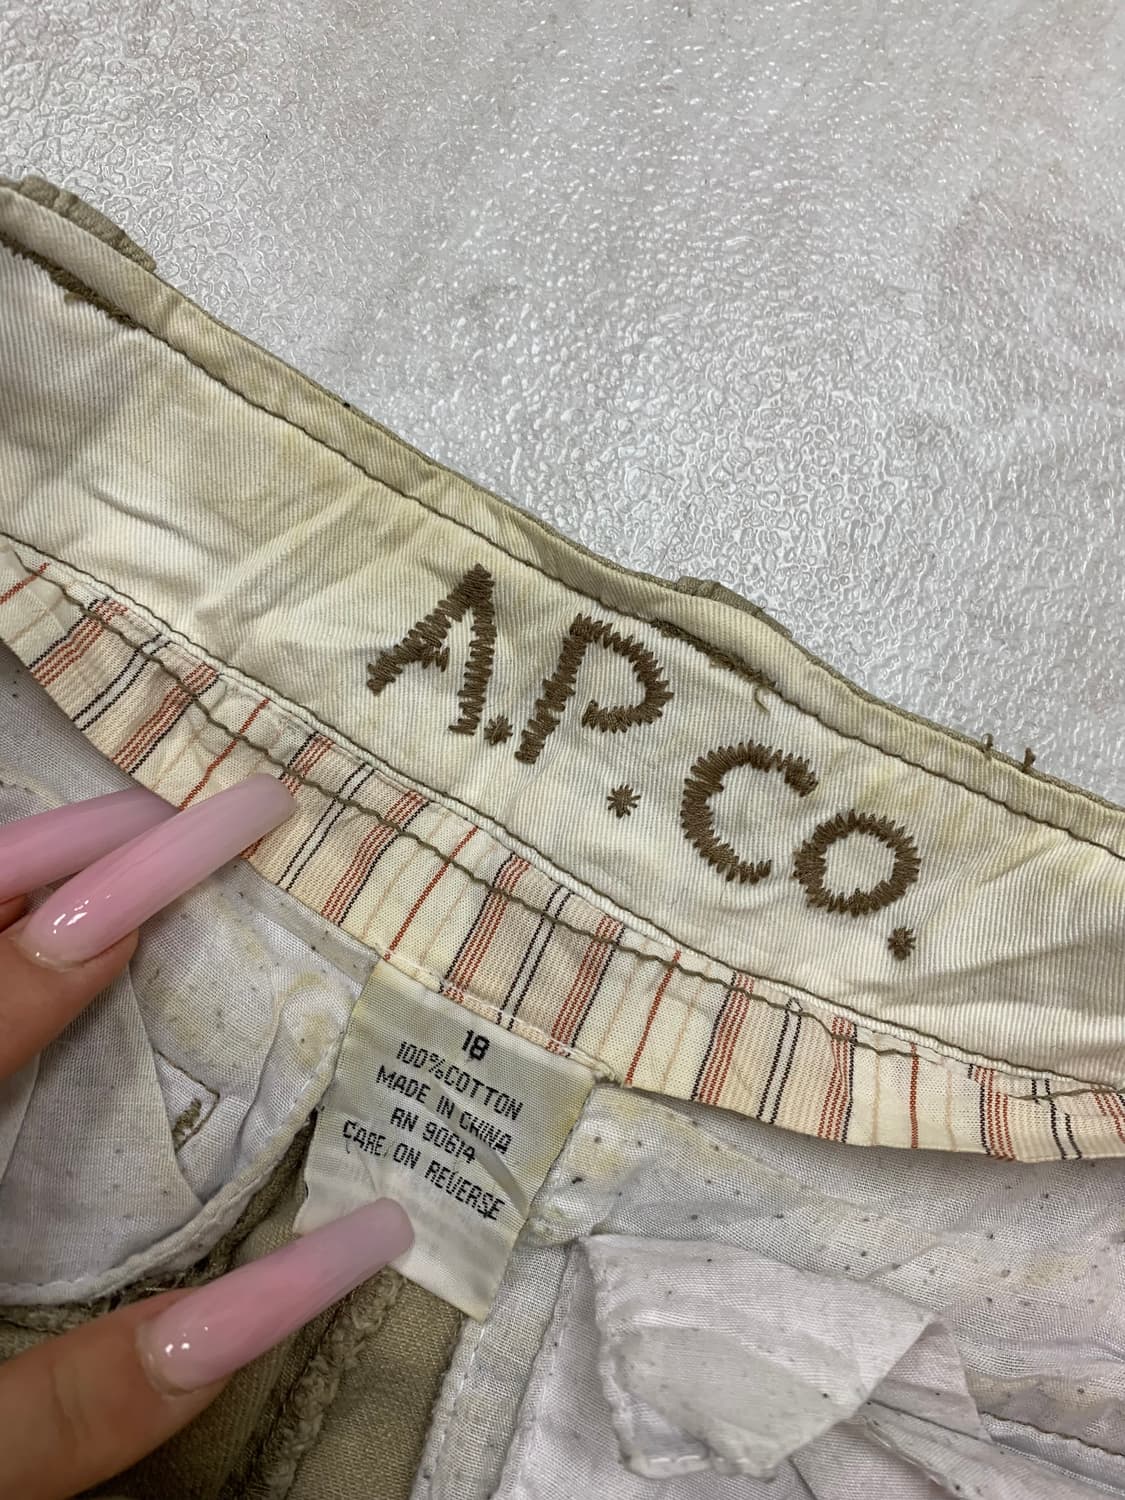 A.P.Co.
18
100%COTTON
MADE IN CHINA
RN 90614
CARE ON REVERSE